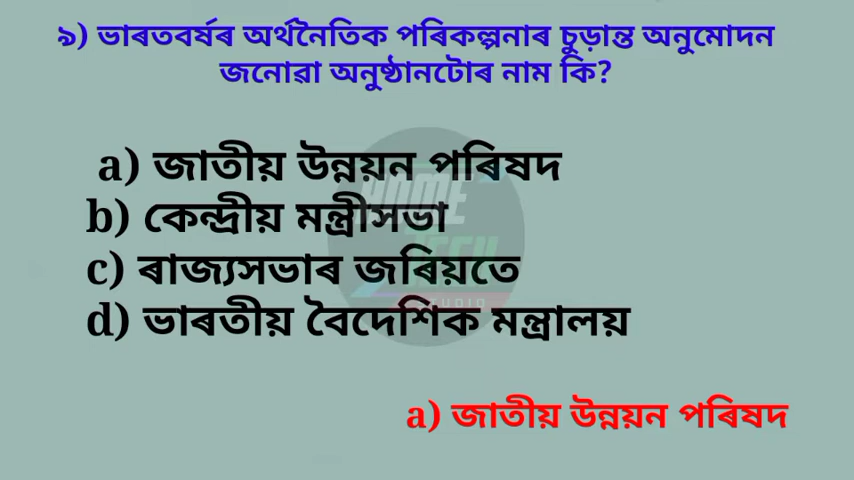 ৯) ভাৰতবৰ্ষৰ অৰ্থনৈতিক পৰিকল্পনাৰ চুড়ান্ত অনুমোদন
জনোৱা অনুষ্ঠানটোৰ নাম কি?
a) জাতীয় উন্নয়ন পৰিষদ
b) কেন্দ্ৰীয় মন্ত্ৰীসভা
c) ৰাজ্যসভাৰ জৰিয়তে
d) ভাৰতীয় বৈদেশিক মন্ত্ৰালয়
a) জাতীয় উন্নয়ন পৰিষদ